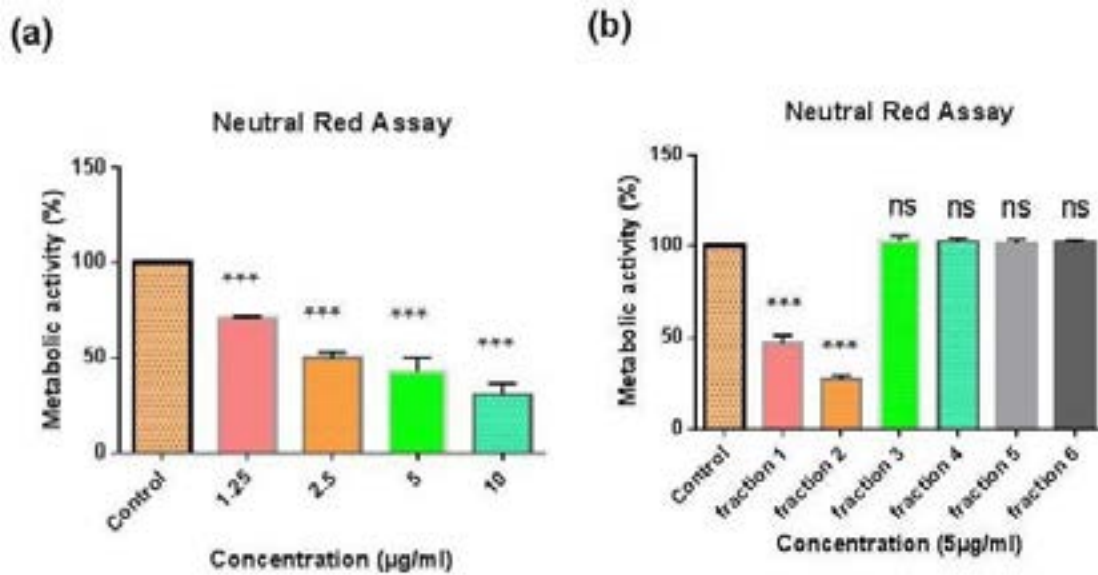 (a)
Neutral Red Assay
Metabolic activity (%)
150
100
50
0
***
***
***
***
Control
1.25
2.5
5
10
Concentration (µg/ml)
(b)
Neutral Red Assay
Metabolic activity (%)
150
100
50
0
***
***
ns
ns
ns
ns
Control
fraction 1
fraction 2
fraction 3
fraction 4
fraction 5
fraction 6
Concentration (5µg/ml)